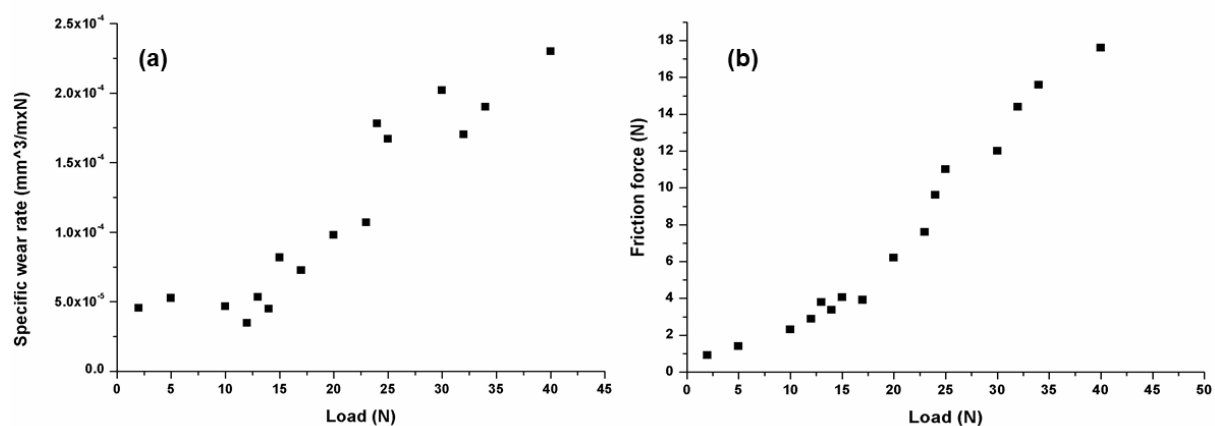 (a)
Specific wear rate (mm^3/mxN)
2.5x10⁻⁴
2.0x10⁻⁴
1.5x10⁻⁴
1.0x10⁻⁴
5.0x10⁻⁵
0.0
0 5 10 15 20 25 30 35 40 45
Load (N)
(b)
Friction force (N)
18
16
14
12
10
8
6
4
2
0
0 5 10 15 20 25 30 35 40 45 50
Load (N)